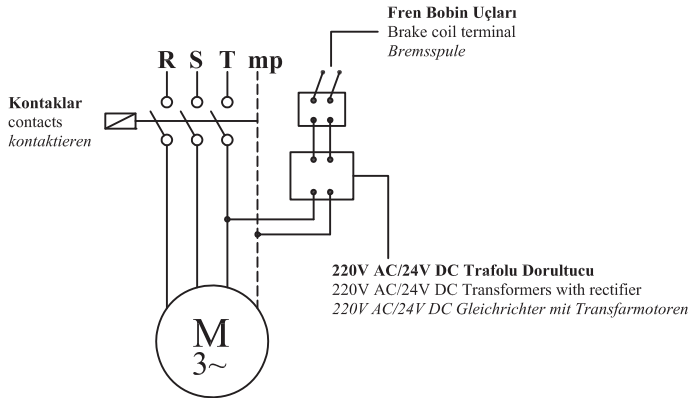 Fren Bobin Uçları
Brake coil terminal
Bremsspule
R S T mp
Kontaklar
contacts
kontaktieren
220V AC/24V DC Trafolu Dorultucu
220V AC/24V DC Transformers with rectifier
220V AC/24V DC Gleichrichter mit Transfarmotoren
M
3~